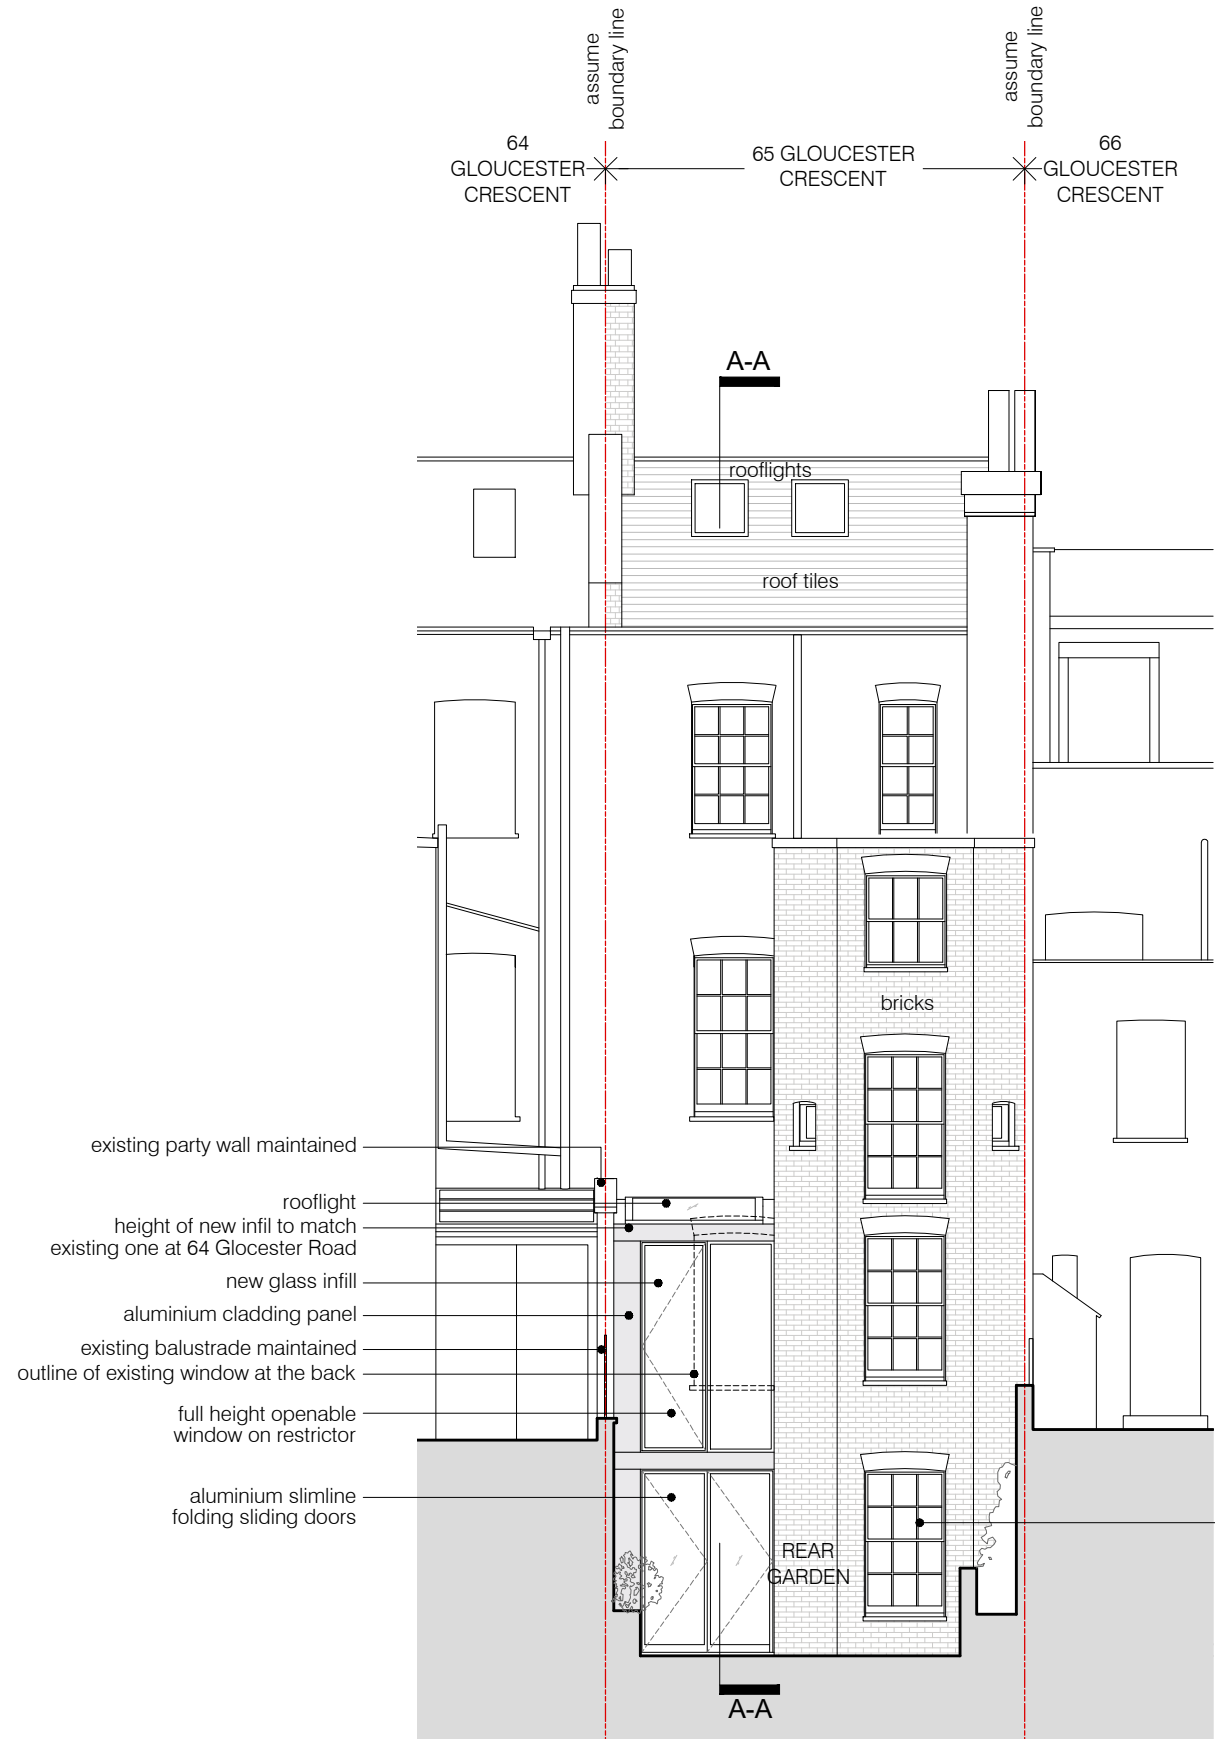 assume
boundary line
assume
boundary line
64
GLOUCESTER
CRESCENT
65 GLOUCESTER
CRESCENT
66
GLOUCESTER
CRESCENT
A-A
rooflights
roof tiles
bricks
existing party wall maintained
rooflight
height of new infil to match
existing one at 64 Glocester Road
new glass infill
aluminium cladding panel
existing balustrade maintained
outline of existing window at the back
full height openable
window on restrictor
aluminium slimline
folding sliding doors
REAR
GARDEN
A-A